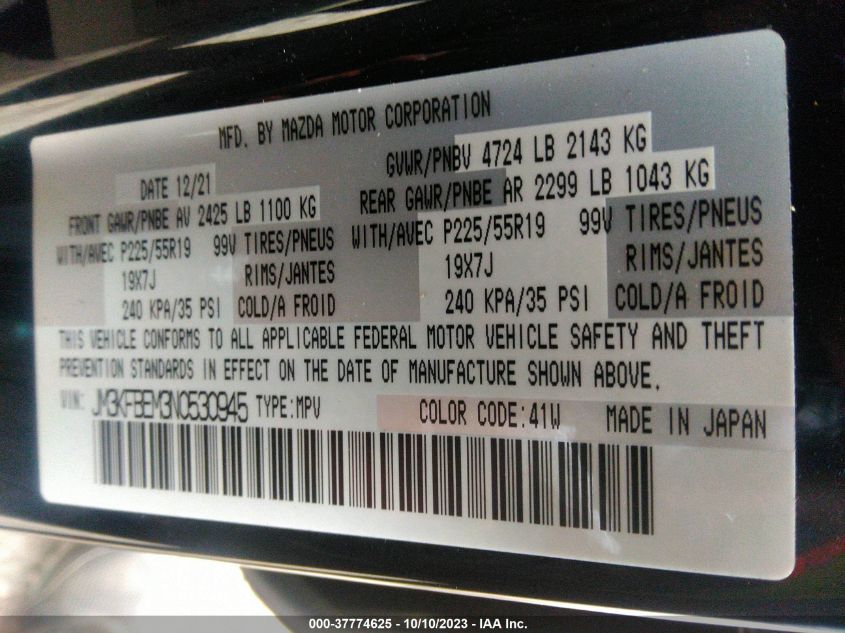 MFD. BY MAZDA MOTOR CORPORATION
DATE 12/21
GVWR/PNBV 4724 LB 2143 KG
FRONT GAWR/PNBE AV 2425 LB 1100 KG
REAR GAWR/PNBE AR 2299 LB 1043 KG
WITH/AVEC P225/55R19 99V TIRES/PNEUS
WITH/AVEC P225/55R19 99V TIRES/PNEUS
19X7J RIMS/JANTES
19X7J RIMS/JANTES
240 KPA/35 PSI COLD/A FROID
240 KPA/35 PSI COLD/A FROID
THIS VEHICLE CONFORMS TO ALL APPLICABLE FEDERAL MOTOR VEHICLE SAFETY AND THEFT
PREVENTION STANDARDS IN EFFECT ON THE DATE OF MANUFACTURE SHOWN ABOVE.
VIN: JM3KFBEM3N0530945 TYPE:MPV COLOR CODE:41W MADE IN JAPAN
000-37774625 - 10/10/2023 - IAA Inc.